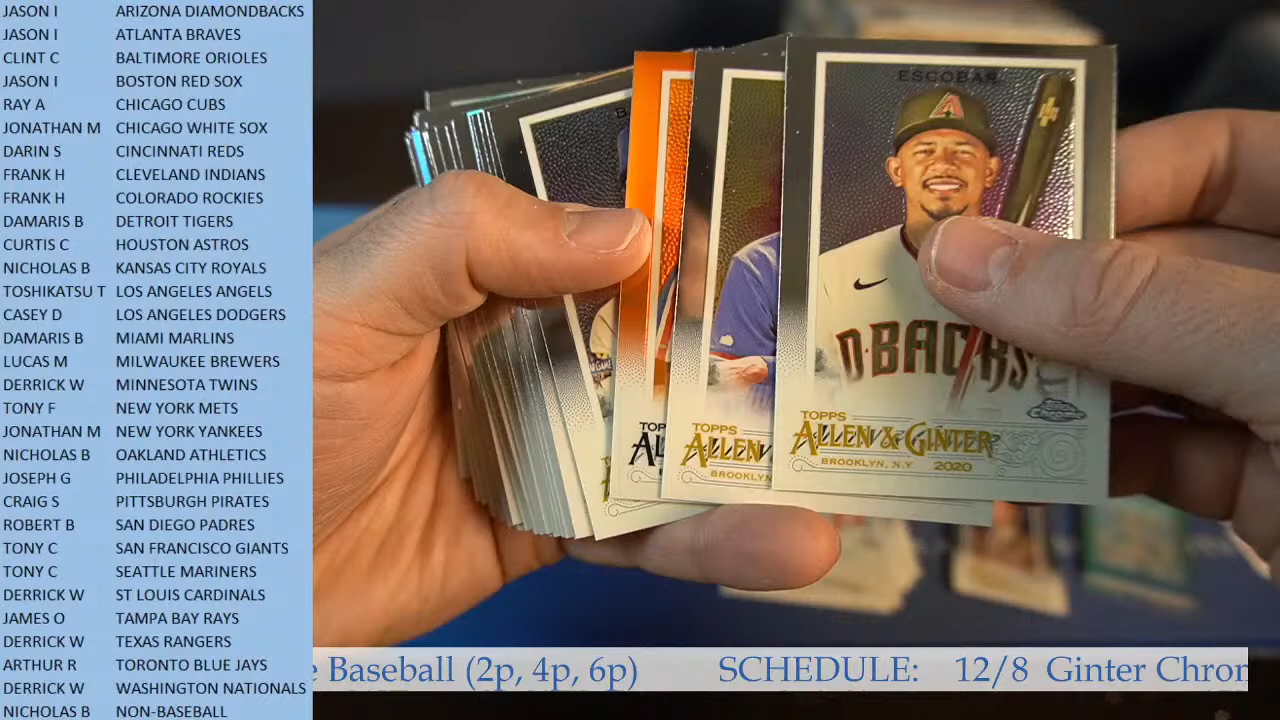 JASON I ARIZONA DIAMONDBACKS
JASON I ATLANTA BRAVES
CLINT C BALTIMORE ORIOLES
JASON I BOSTON RED SOX
RAY A CHICAGO CUBS
JONATHAN M CHICAGO WHITE SOX
DARIN S CINCINNATI REDS
FRANK H CLEVELAND INDIANS
FRANK H COLORADO ROCKIES
DAMARIS B DETROIT TIGERS
CURTIS C HOUSTON ASTROS
NICHOLAS B KANSAS CITY ROYALS
TOSHIKATSU T LOS ANGELES ANGELS
CASEY D LOS ANGELES DODGERS
DAMARIS B MIAMI MARLINS
LUCAS M MILWAUKEE BREWERS
DERRICK W MINNESOTA TWINS
TONY F NEW YORK METS
JONATHAN M NEW YORK YANKEES
NICHOLAS B OAKLAND ATHLETICS
JOSEPH G PHILADELPHIA PHILLIES
CRAIG S PITTSBURGH PIRATES
ROBERT B SAN DIEGO PADRES
TONY C SAN FRANCISCO GIANTS
TONY C SEATTLE MARINERS
DERRICK W ST LOUIS CARDINALS
JAMES O TAMPA BAY RAYS
DERRICK W TEXAS RANGERS
ARTHUR R TORONTO BLUE JAYS
DERRICK W WASHINGTON NATIONALS
NICHOLAS B NON-BASEBALL
ESCOBAR
D·BACKS
TOPPS
ALLEN & GINTER
BROOKLYN, N.Y 2020
TOPPS
ALLEN
BROOKLYN
TOP
AL
e Baseball (2p, 4p, 6p) SCHEDULE: 12/8 Ginter Chrom